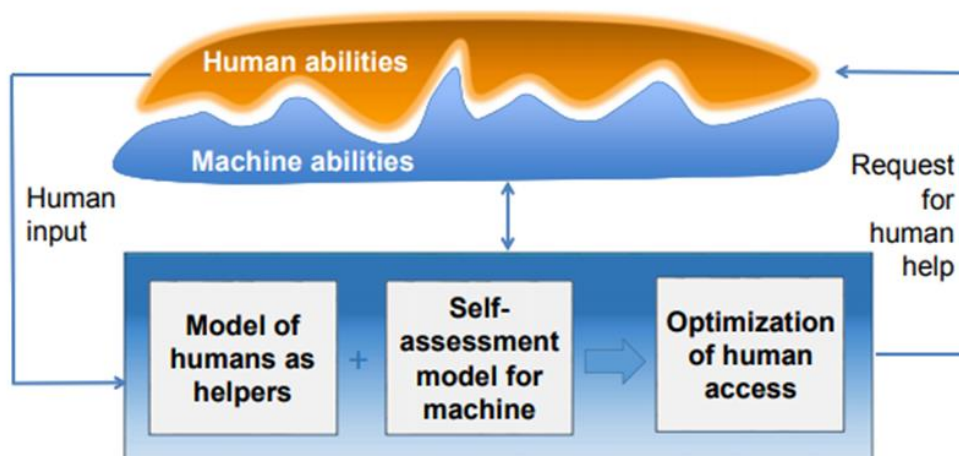 Human abilities
Machine abilities
Human
input
Request
for
human
help
Model of
humans as
helpers
+
Self-
assessment
model for
machine
Optimization
of human
access